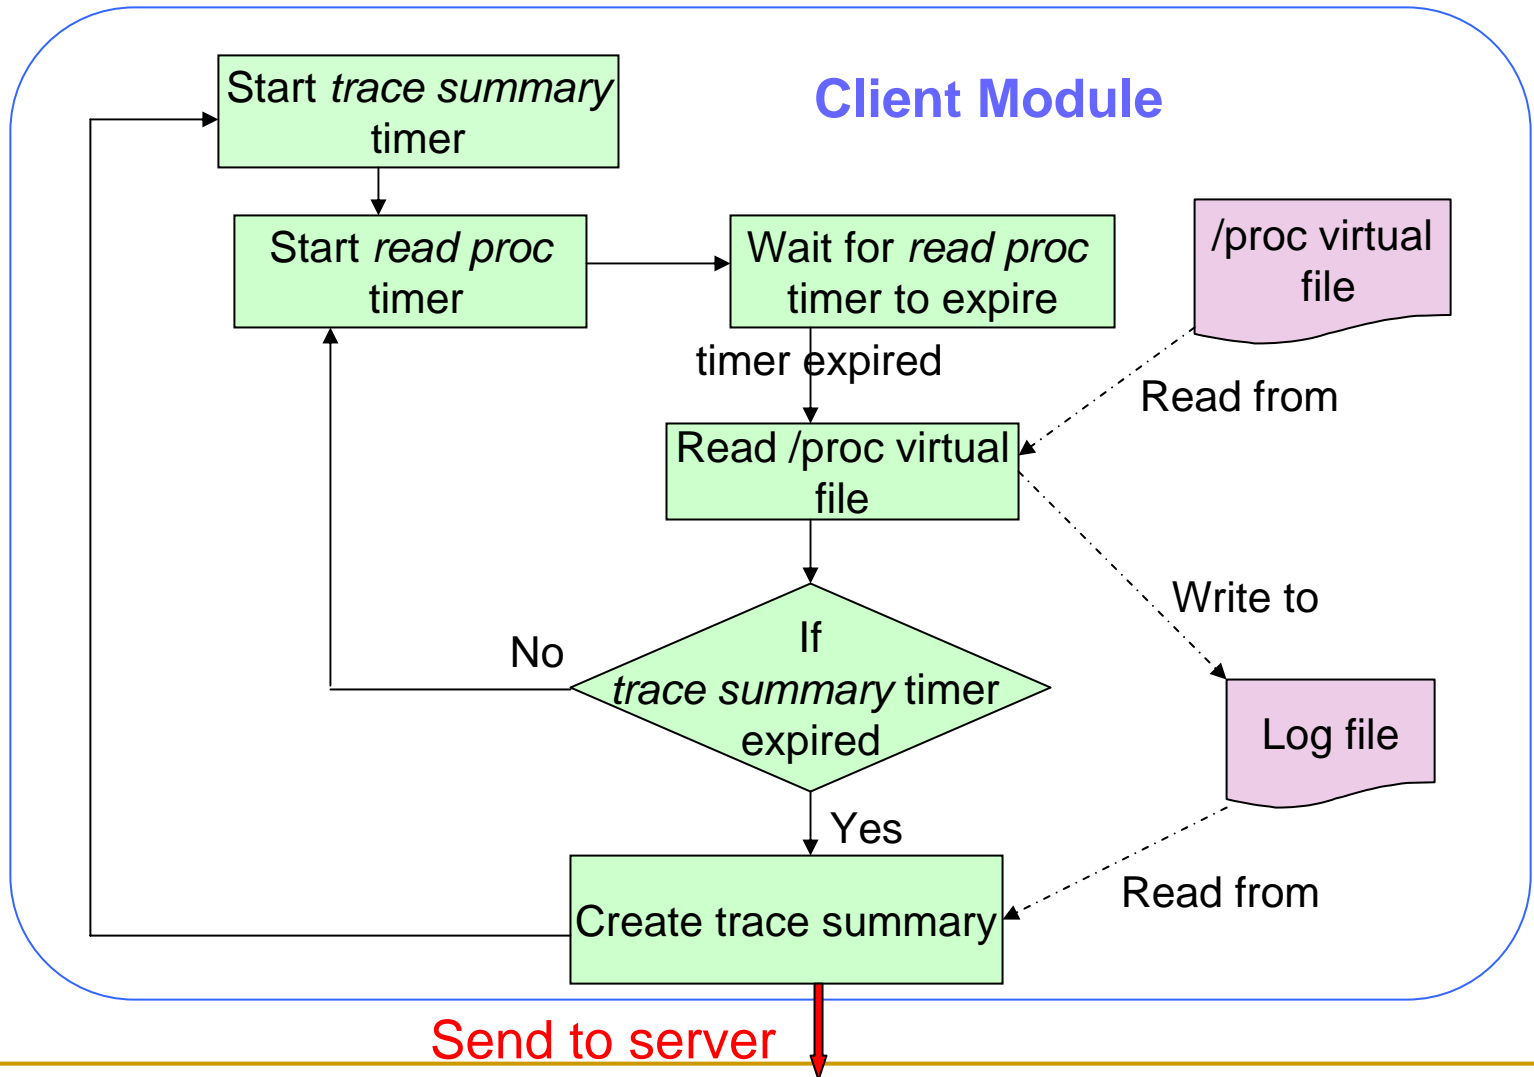 Client Module
Start trace summary
timer
Start read proc
timer
Wait for read proc
timer to expire
/proc virtual
file
timer expired
Read from
Read /proc virtual
file
Write to
No
If
trace summary timer
expired
Log file
Yes
Read from
Create trace summary
Send to server